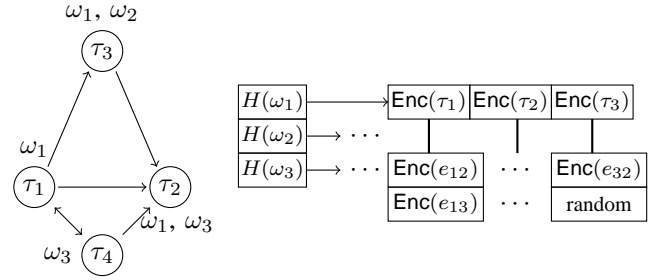 ω₁, ω₂
τ₃
ω₁
τ₁
τ₂
ω₁, ω₃
ω₃
τ₄
H(ω₁) Enc(τ₁) Enc(τ₂) Enc(τ₃)
H(ω₂) ···
H(ω₃) ··· Enc(e₁₂) ··· Enc(e₃₂)
Enc(e₁₃) ··· random